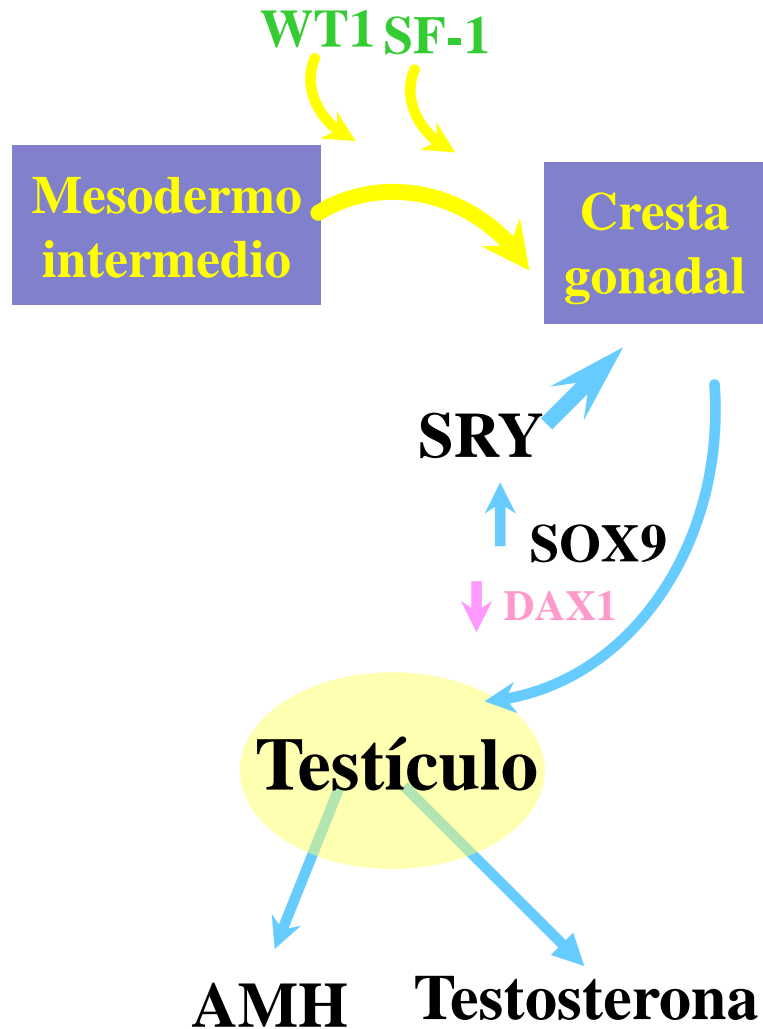 WT1 SF-1
Mesodermo
intermedio
Cresta
gonadal
SRY
SOX9
DAX1
Testículo
AMH
Testosterona